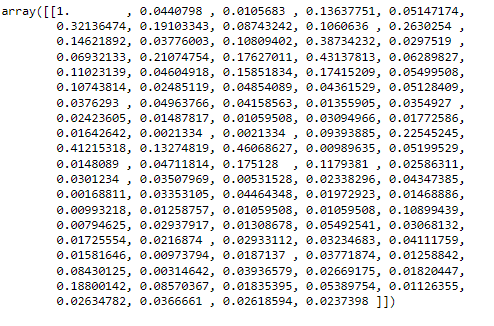 array([[1.        , 0.0440798 , 0.0105683 , 0.13637751, 0.05147174,
        0.32136474, 0.19103343, 0.08743242, 0.1060636 , 0.2630254 ,
        0.14621892, 0.03776003, 0.10809402, 0.38734232, 0.0297519 ,
        0.06932133, 0.21074754, 0.17627011, 0.43137813, 0.06289827,
        0.11023139, 0.04604918, 0.15851834, 0.17415209, 0.05499508,
        0.10743814, 0.02485119, 0.04854089, 0.04361529, 0.05128409,
        0.0376293 , 0.04963766, 0.04158563, 0.01355905, 0.0354927 ,
        0.02423605, 0.01487817, 0.01059508, 0.03094966, 0.01772586,
        0.01642642, 0.0021334 , 0.0021334 , 0.09393885, 0.22545245,
        0.41215318, 0.13274819, 0.46068627, 0.00989635, 0.05199529,
        0.0148089 , 0.04711814, 0.175128  , 0.1179381 , 0.02586311,
        0.0301234 , 0.03507969, 0.00531528, 0.02338296, 0.04347385,
        0.00168811, 0.03353105, 0.04464348, 0.01972923, 0.01468886,
        0.00993218, 0.01258757, 0.01059508, 0.01059508, 0.10899439,
        0.00794625, 0.02937917, 0.01308678, 0.05492541, 0.03068132,
        0.01725554, 0.0216874 , 0.02933112, 0.03234683, 0.04111759,
        0.01581646, 0.00973794, 0.0187137 , 0.03771874, 0.01258842,
        0.08430125, 0.00314642, 0.03936579, 0.02669175, 0.01820447,
        0.18800142, 0.08570367, 0.01835395, 0.05389754, 0.01126355,
        0.02634782, 0.0366661 , 0.02618594, 0.0237398 ]])